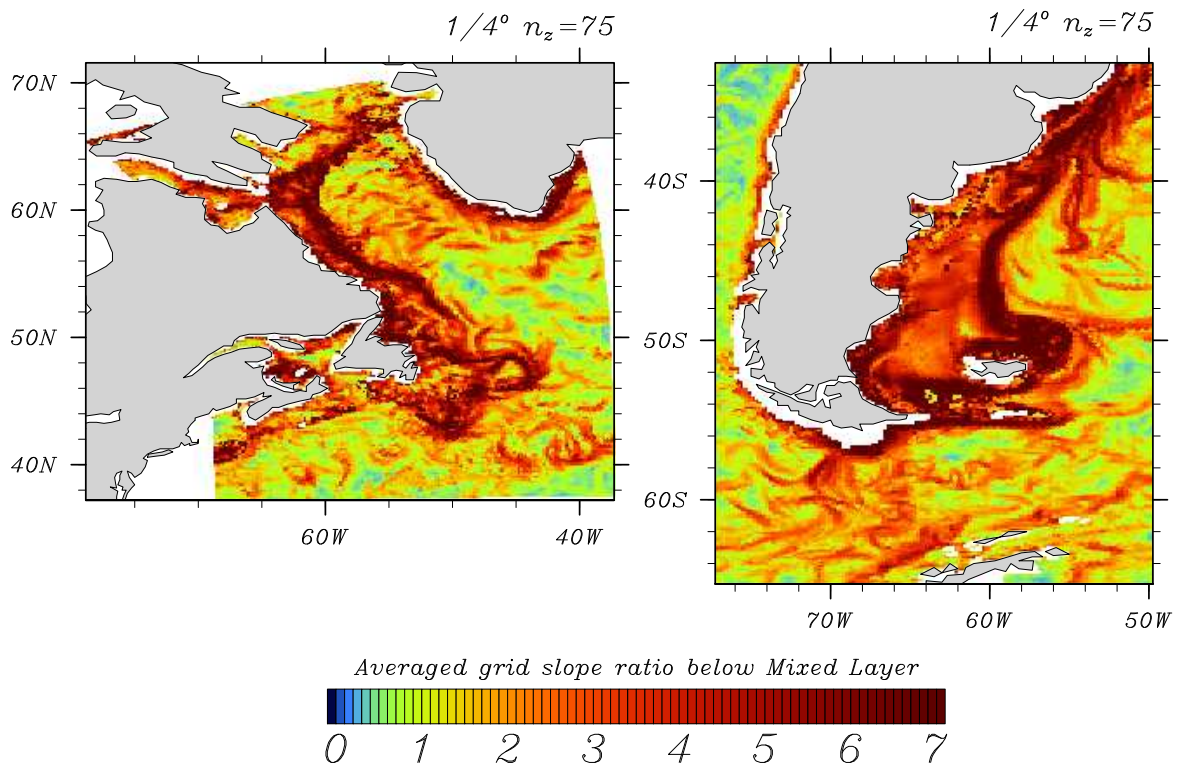 1/4° n_z=75
1/4° n_z=75
70N
60N
50N
40N
60W
40W
40S
50S
60S
70W
60W
50W
Averaged grid slope ratio below Mixed Layer
0 1 2 3 4 5 6 7